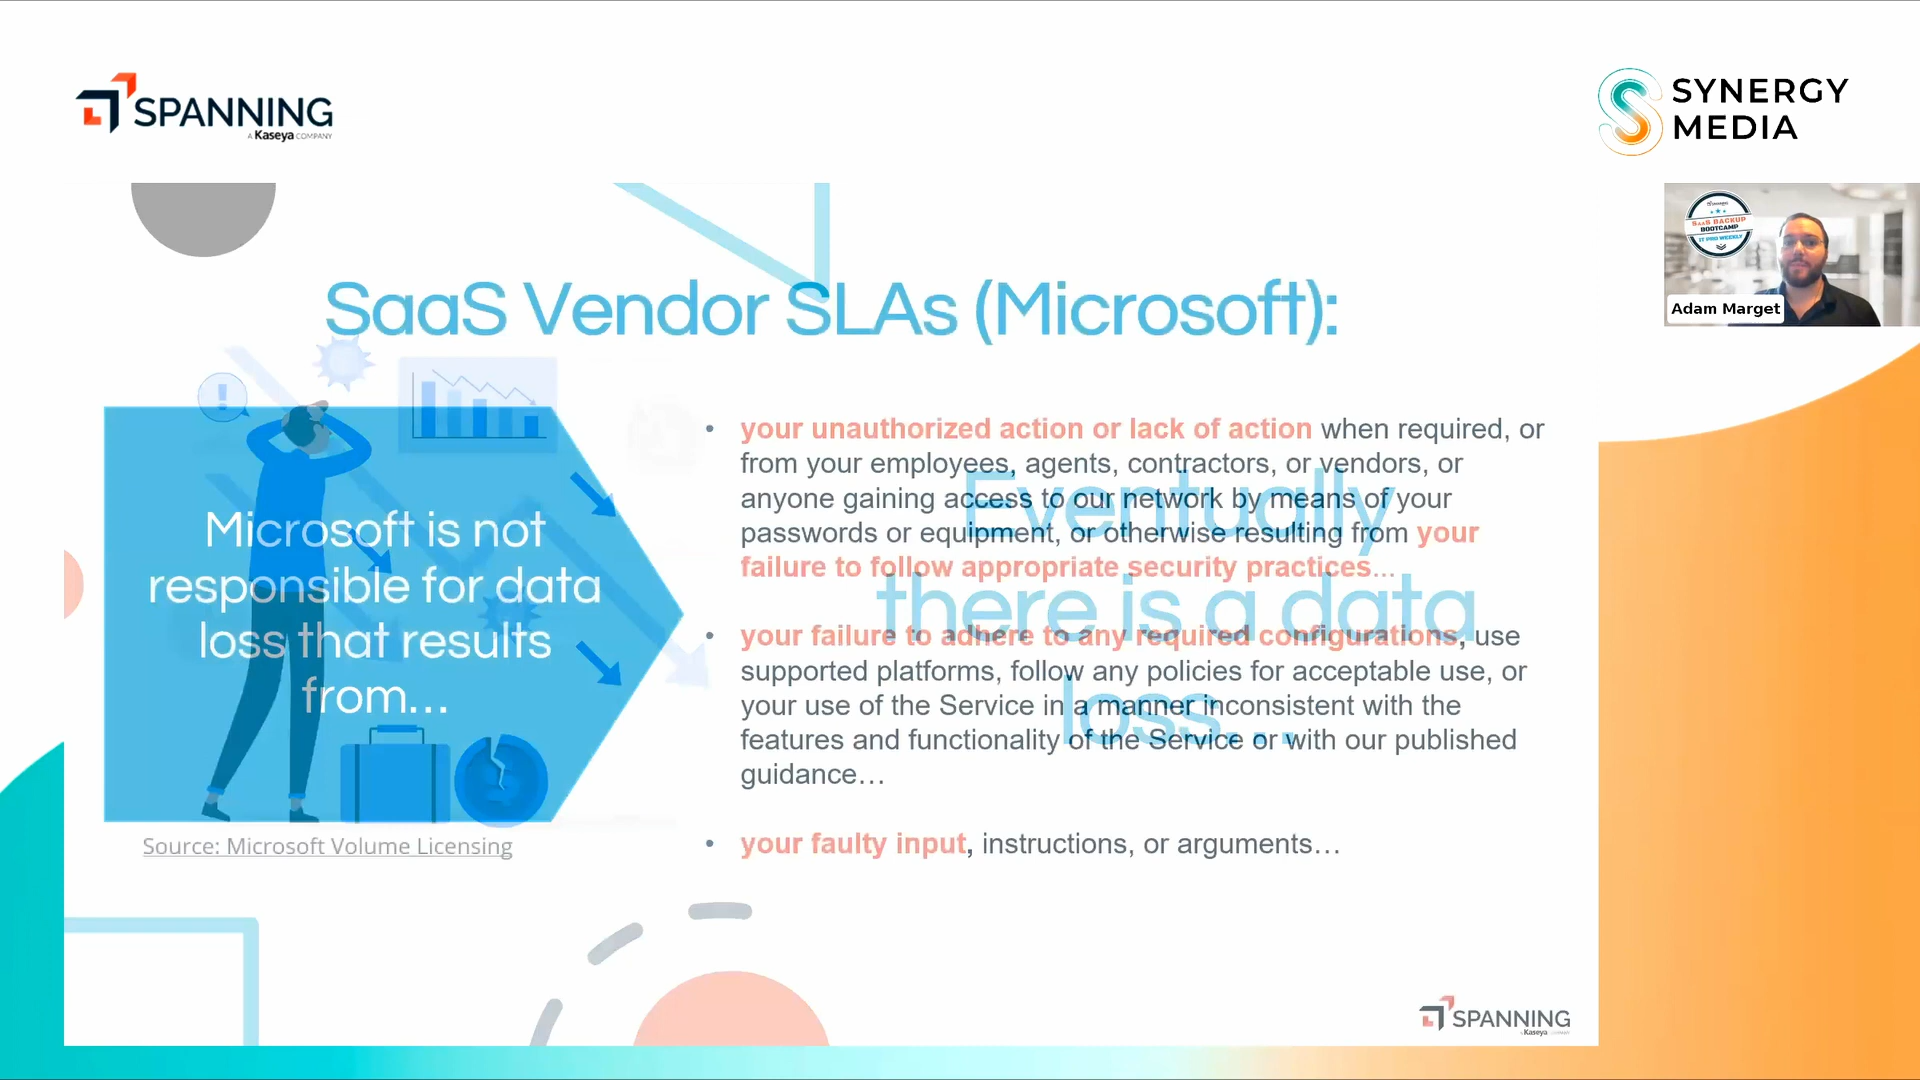 SPANNING
A Kaseya COMPANY
SYNERGY
MEDIA
SaaS BACKUP
BOOTCAMP
IT PRO WEEKLY
Adam Marget
SaaS Vendor SLAs (Microsoft):
Microsoft is not
responsible for data
loss that results
from...
Source: Microsoft Volume Licensing
• your unauthorized action or lack of action when required, or
from your employees, agents, contractors, or vendors, or
anyone gaining access to our network by means of your
passwords or equipment, or otherwise resulting from your
failure to follow appropriate security practices...
• your failure to adhere to any required configurations, use
supported platforms, follow any policies for acceptable use, or
your use of the Service in a manner inconsistent with the
features and functionality of the Service or with our published
guidance…
• your faulty input, instructions, or arguments…
Eventually
there is a data
loss...
SPANNING
Kaseya